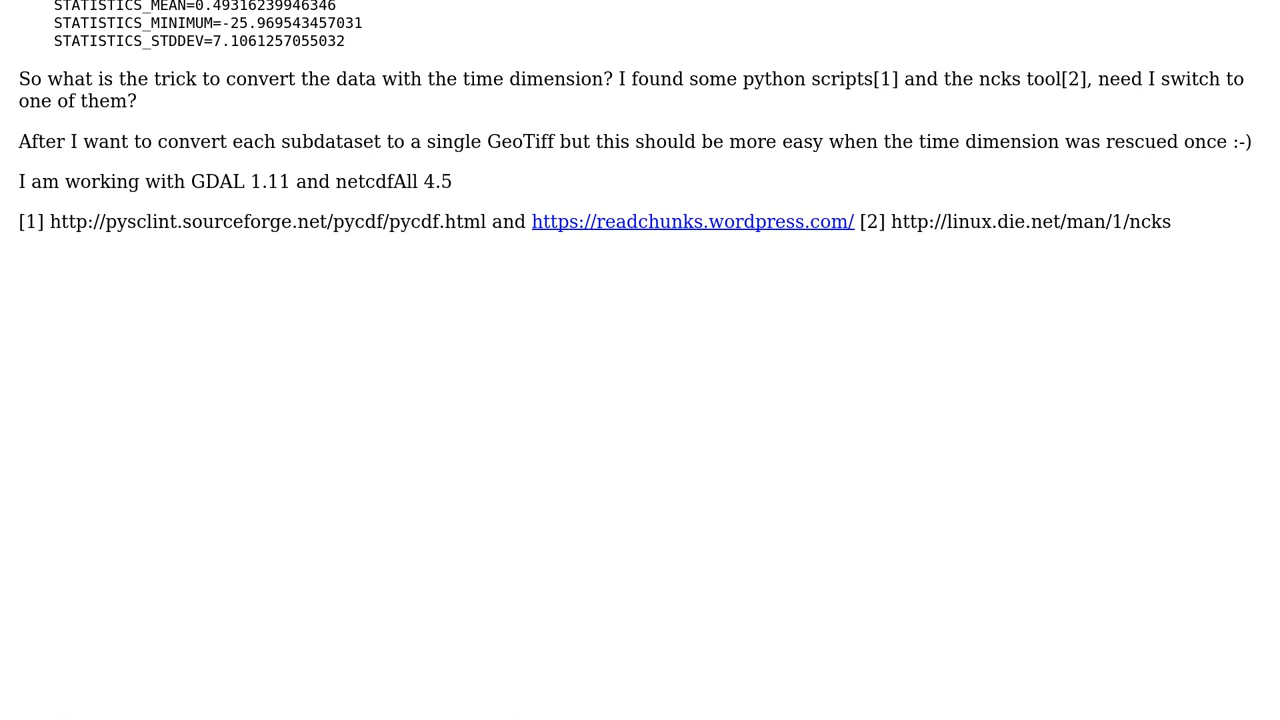 STATISTICS_MEAN=0.49316239946346
STATISTICS_MINIMUM=-25.969543457031
STATISTICS_STDDEV=7.1061257055032
So what is the trick to convert the data with the time dimension? I found some python scripts[1] and the ncks tool[2], need I switch to
one of them?
After I want to convert each subdataset to a single GeoTiff but this should be more easy when the time dimension was rescued once :-)
I am working with GDAL 1.11 and netcdfAll 4.5
[1] http://pysclint.sourceforge.net/pycdf/pycdf.html and https://readchunks.wordpress.com/ [2] http://linux.die.net/man/1/ncks